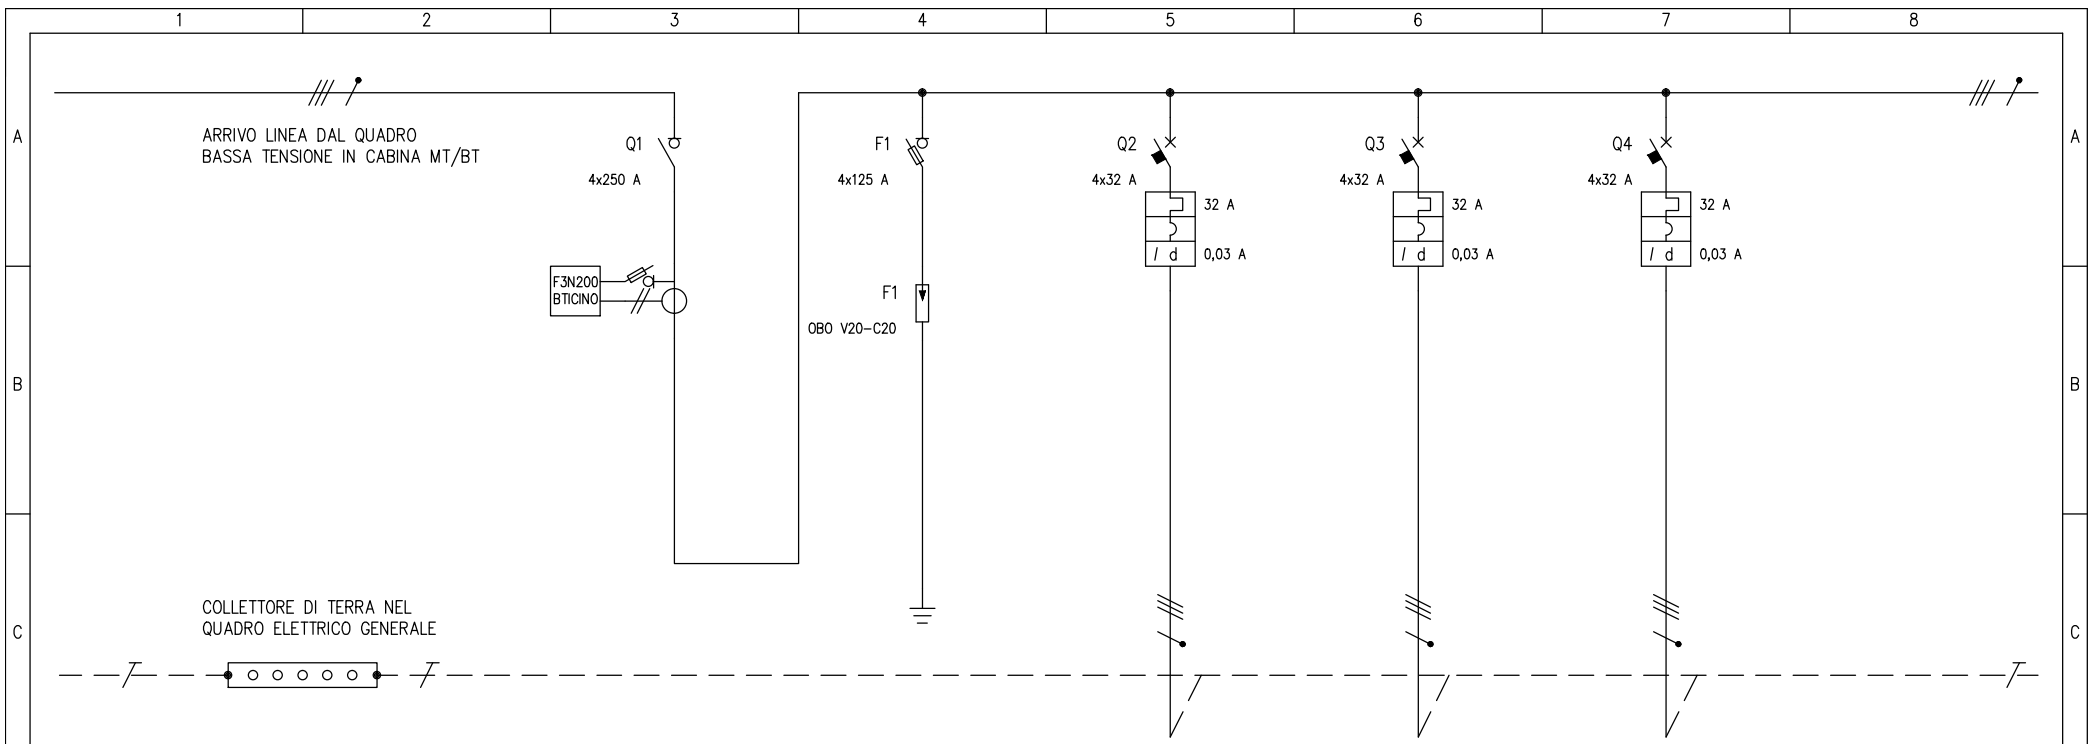 1 2 3 4 5 6 7 8
A A
ARRIVO LINEA DAL QUADRO
BASSA TENSIONE IN CABINA MT/BT
Q1
4x250 A
F1
4x125 A
Q2
4x32 A
32 A
I d 0,03 A
Q3
4x32 A
32 A
I d 0,03 A
Q4
4x32 A
32 A
I d 0,03 A
F3N200
BTICINO
F1
OBO V20-C20
B B
COLLETTORE DI TERRA NEL
QUADRO ELETTRICO GENERALE
C C